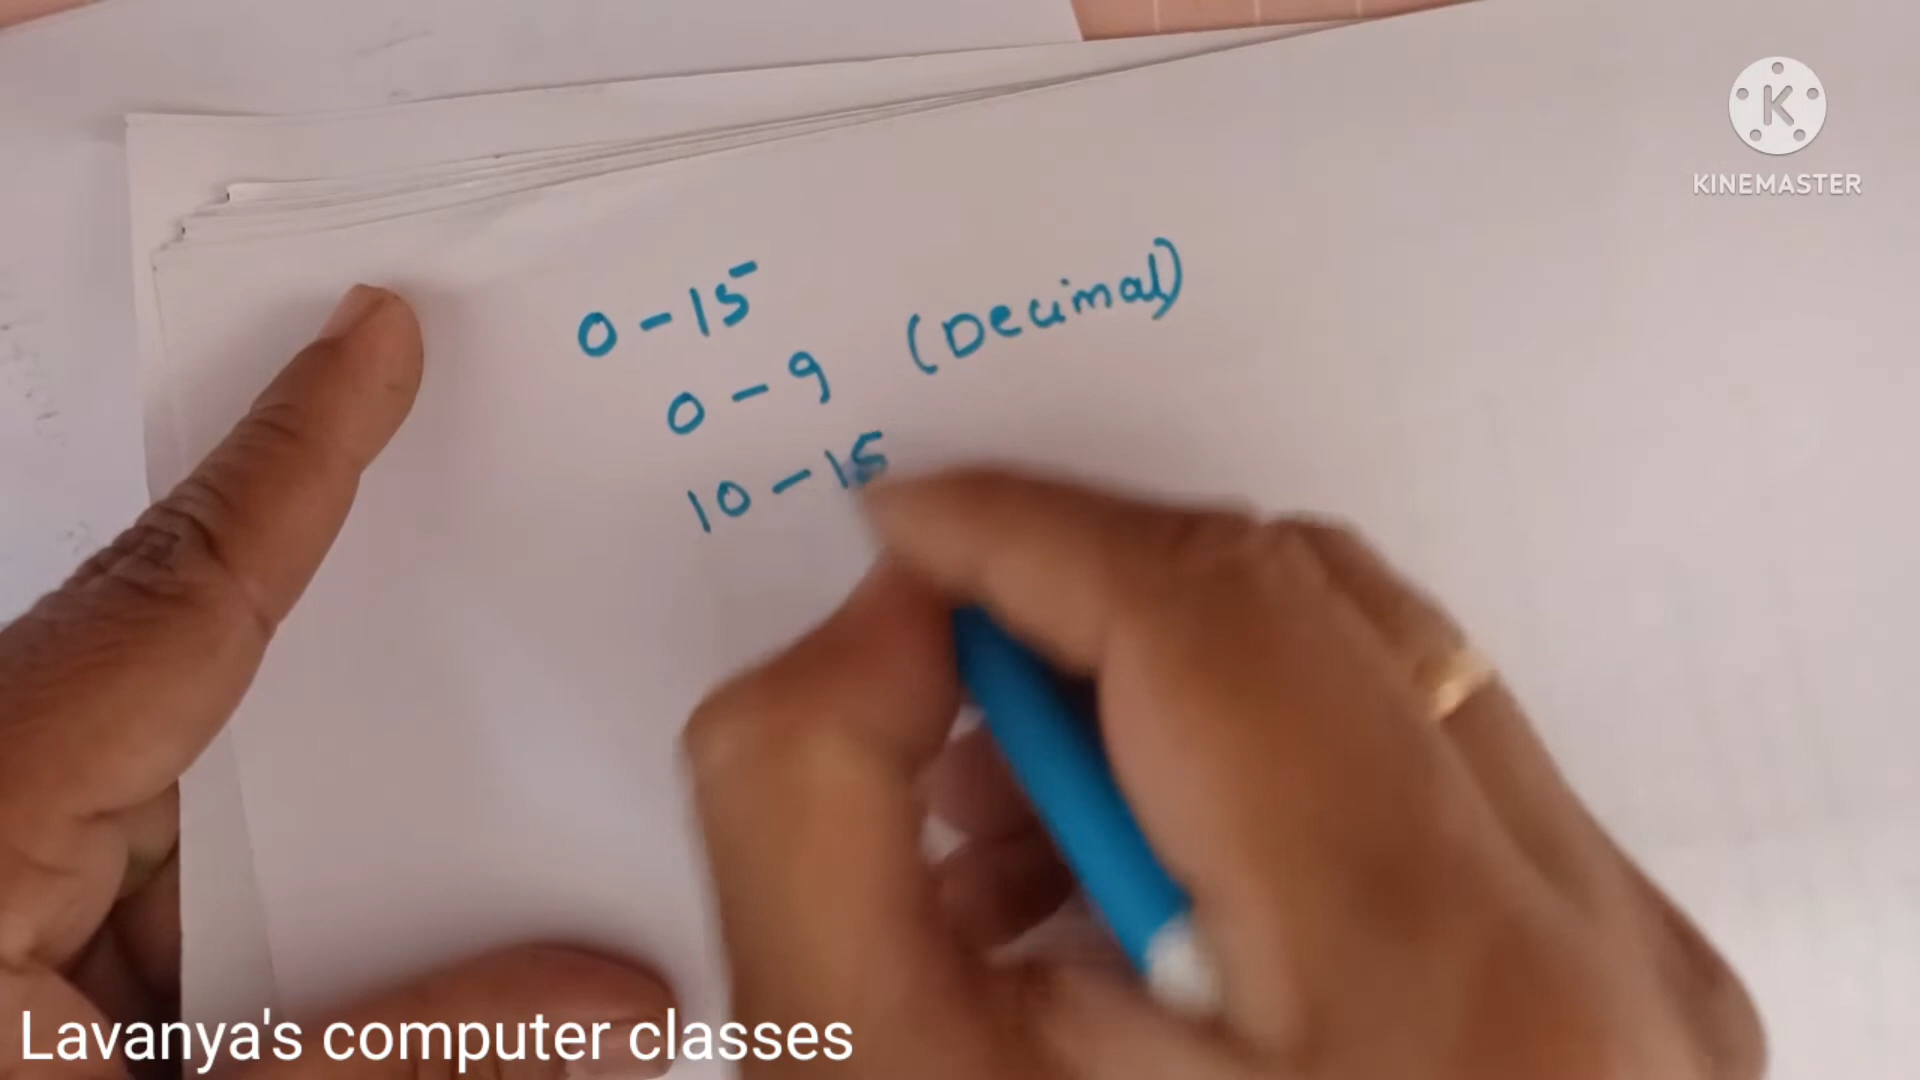 KINEMASTER
0-15
0-9 (Decimal)
10-15
Lavanya's computer classes